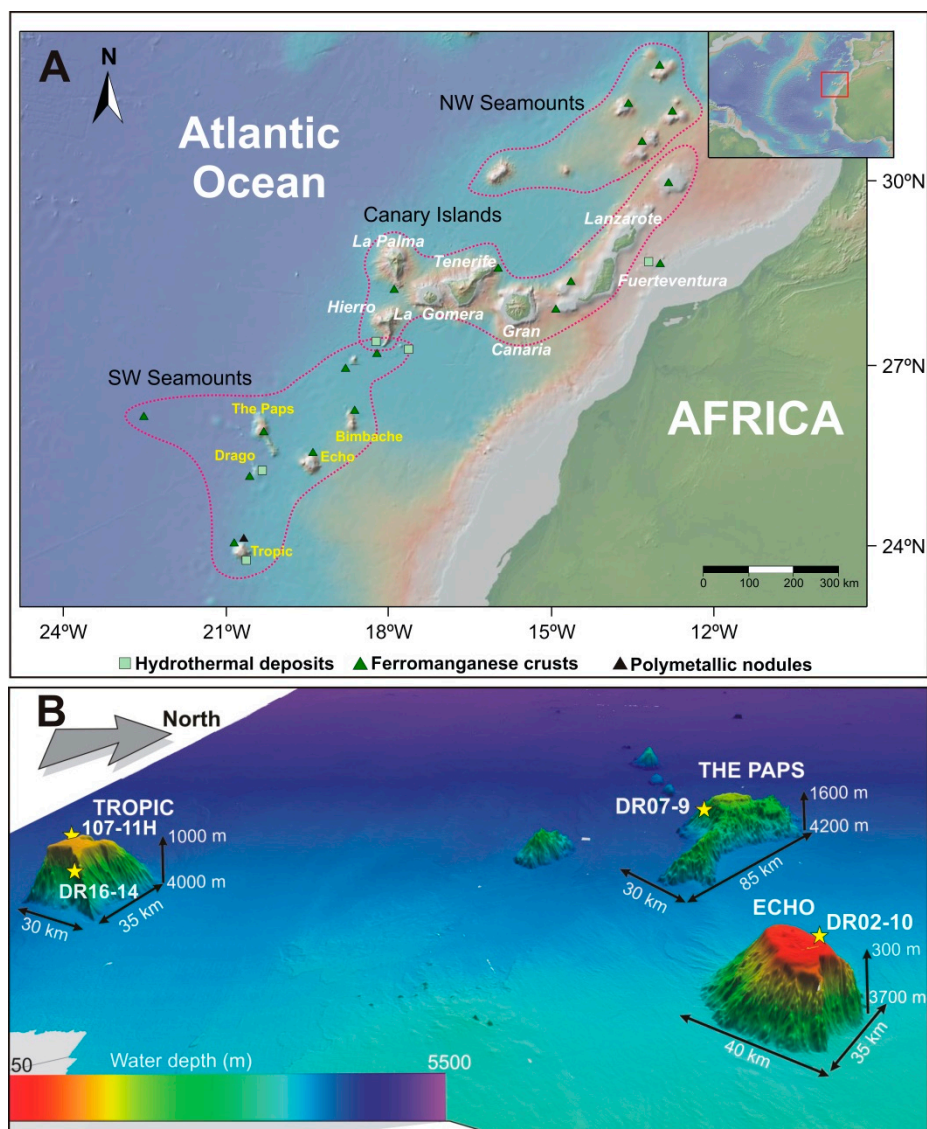 A
N
Atlantic
Ocean
NW Seamounts
30ºN
Canary Islands
Lanzarote
La Palma
Tenerife
Fuerteventura
Hierro
La Gomera
Gran
Canaria
27ºN
SW Seamounts
The Paps
AFRICA
Bimbache
Drago
Echo
Tropic
24ºN
0 100 200 300 km
24ºW 21ºW 18ºW 15ºW 12ºW
Hydrothermal deposits Ferromanganese crusts Polymetallic nodules
B
North
THE PAPS
TROPIC
107-11H
1000 m
DR16-14
4000 m
30 km
35 km
DR07-9
1600 m
4200 m
30 km
85 km
ECHO
DR02-10
300 m
3700 m
40 km
35 km
50 Water depth (m) 5500